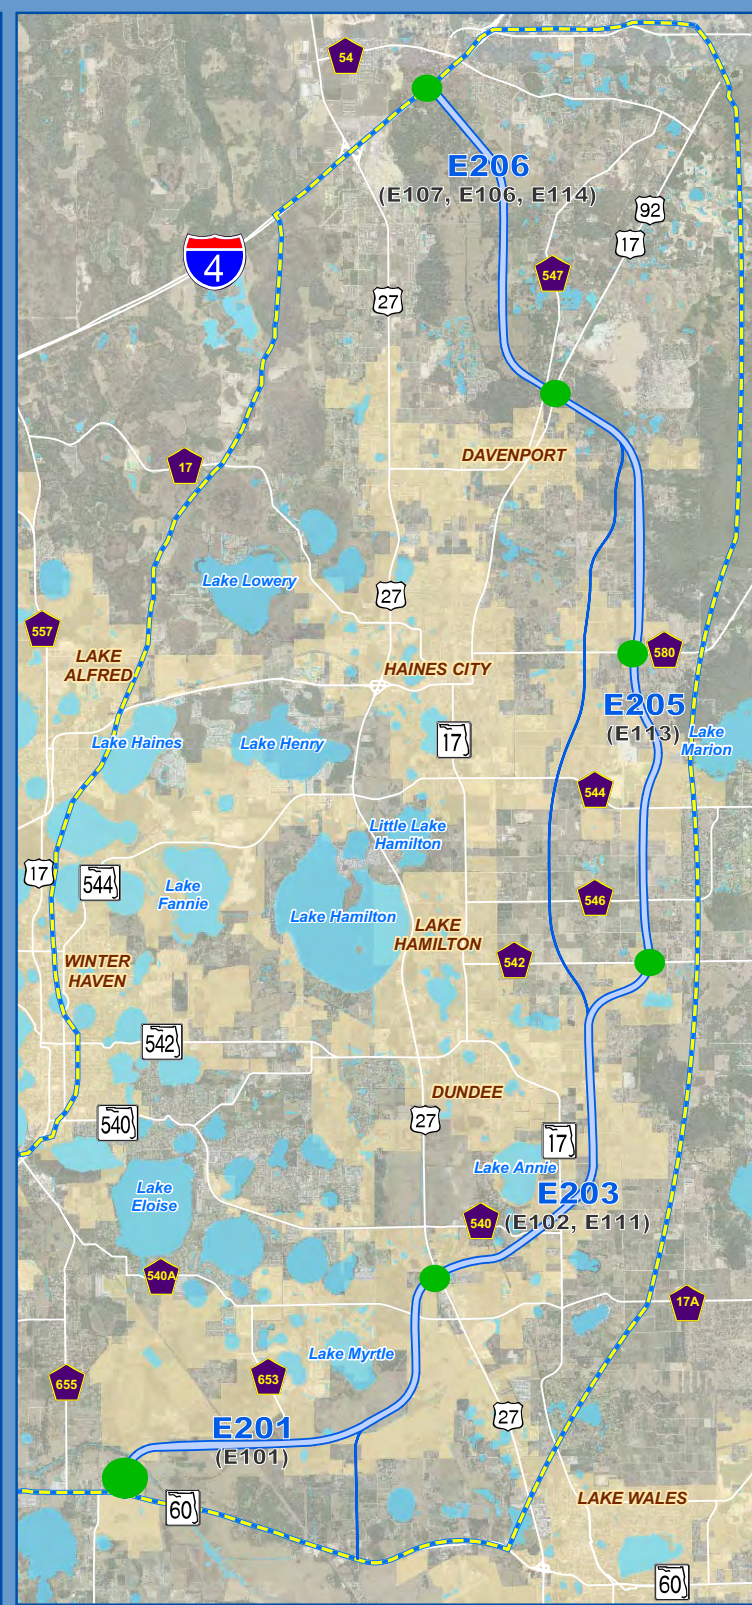 54
E206
(E107, E106, E114)
92
17
4
547
27
DAVENPORT
17
Lake Lowery
27
557
LAKE
ALFRED
580
HAINES CITY
E205
(E113)
Lake
Marion
17
Lake Haines
Lake Henry
544
Little Lake
Hamilton
17
544
Lake
Fannie
546
Lake Hamilton
LAKE
HAMILTON
542
WINTER
HAVEN
542
DUNDEE
27
540
17
Lake Annie
Lake
Eloise
E203
(E102, E111)
540
540A
17A
Lake Myrtle
653
655
27
E201
(E101)
LAKE WALES
60
60